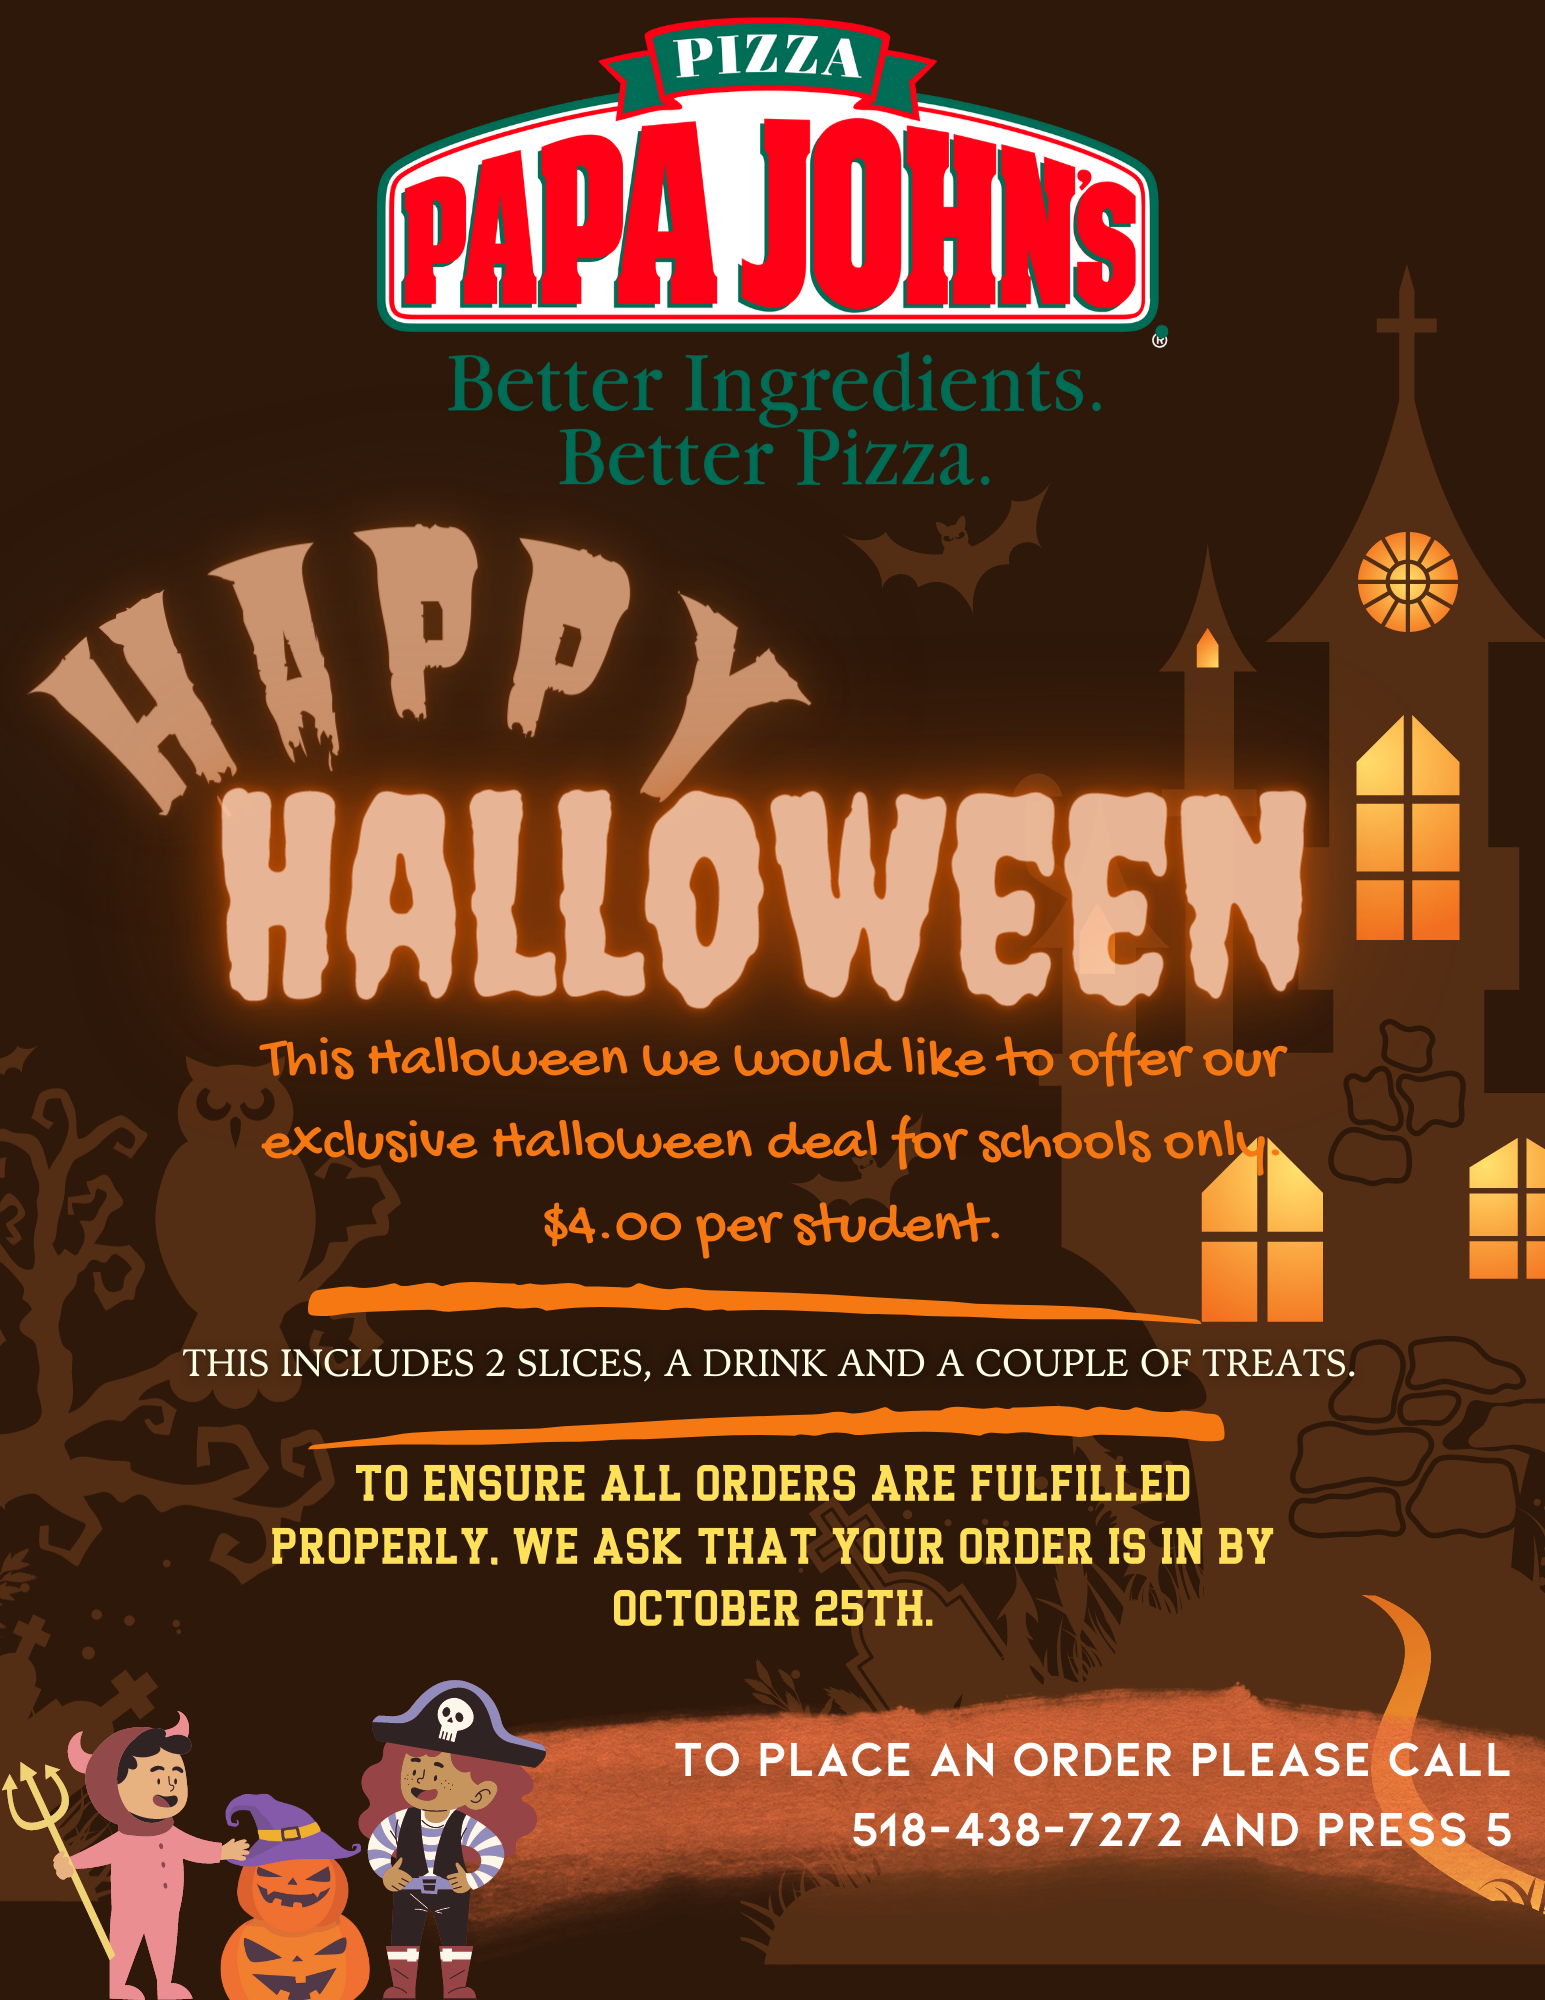 PIZZA
PAPA JOHN'S
®
Better Ingredients.
Better Pizza.
HAPPY
HALLOWEEN
This Halloween we would like to offer our
exclusive Halloween deal for schools only.
$4.00 per student.
THIS INCLUDES 2 SLICES, A DRINK AND A COUPLE OF TREATS.
TO ENSURE ALL ORDERS ARE FULFILLED
PROPERLY. WE ASK THAT YOUR ORDER IS IN BY
OCTOBER 25TH.
TO PLACE AN ORDER PLEASE CALL
518-438-7272 AND PRESS 5